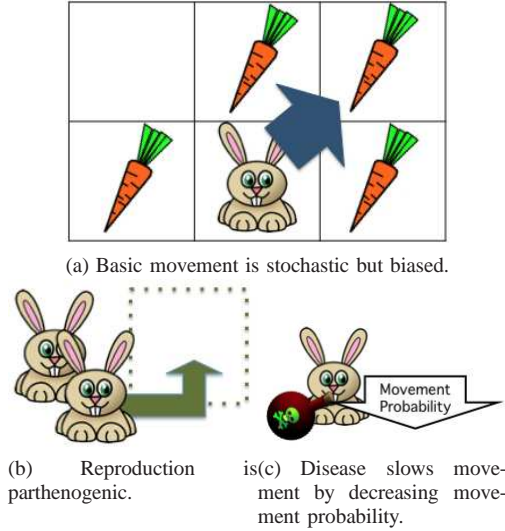 (a) Basic movement is stochastic but biased.
Movement
Probability
(b) Reproduction is
parthenogenic.
(c) Disease slows move-
ment by decreasing move-
ment probability.